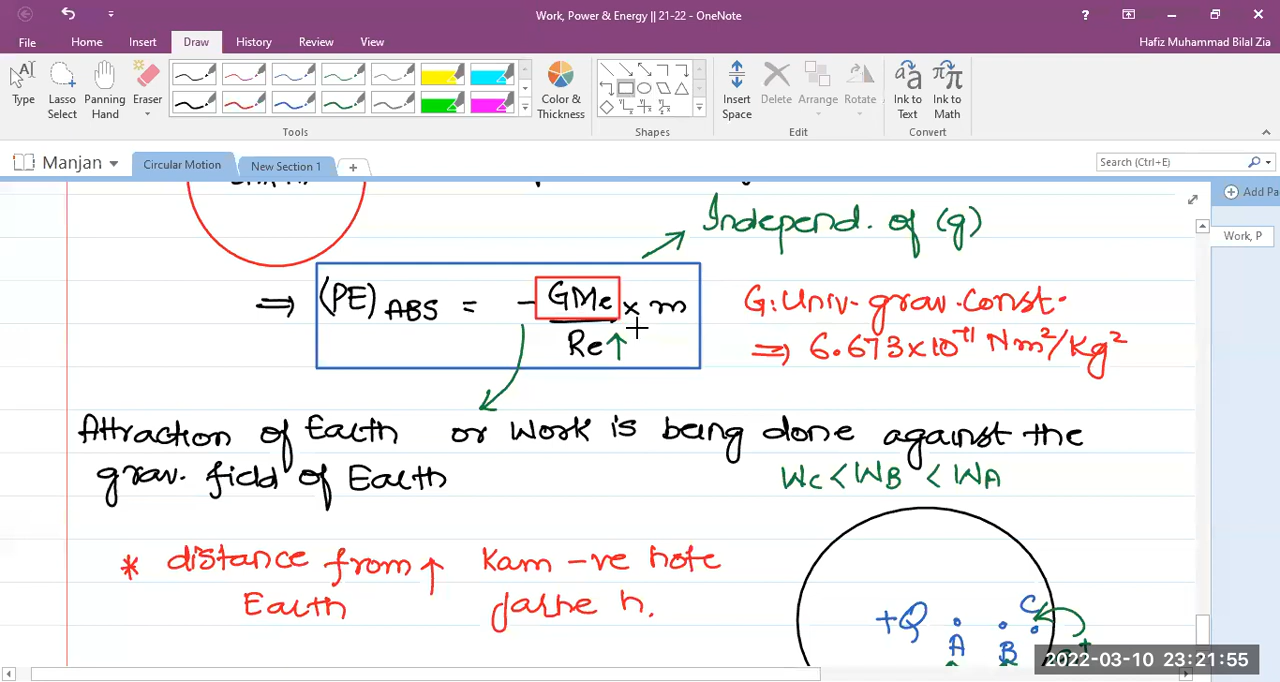 Work, Power & Energy || 21-22 - OneNote
Hafiz Muhammad Bilal Zia
File Home Insert Draw History Review View
Type Lasso Select Panning Hand Eraser Color & Thickness Insert Space Delete Arrange Rotate Ink to Text Ink to Math
Tools Shapes Edit Convert
Manjan Circular Motion New Section 1 Search (Ctrl+E)
Add Pa
Work, P
Independ. of (g)
⇒ (PE) ABS = - GMe/Re↑ × m
G: Univ. grav. Const.
⇒ 6.673×10⁻¹¹ Nm²/Kg²
Attraction of Earth or Work is being done against the
grav. field of Earth
Wc < WB < WA
* distance from ↑ Kam -ve hote
Earth jathe h.
+Q A B C
2022-03-10 23:21:55